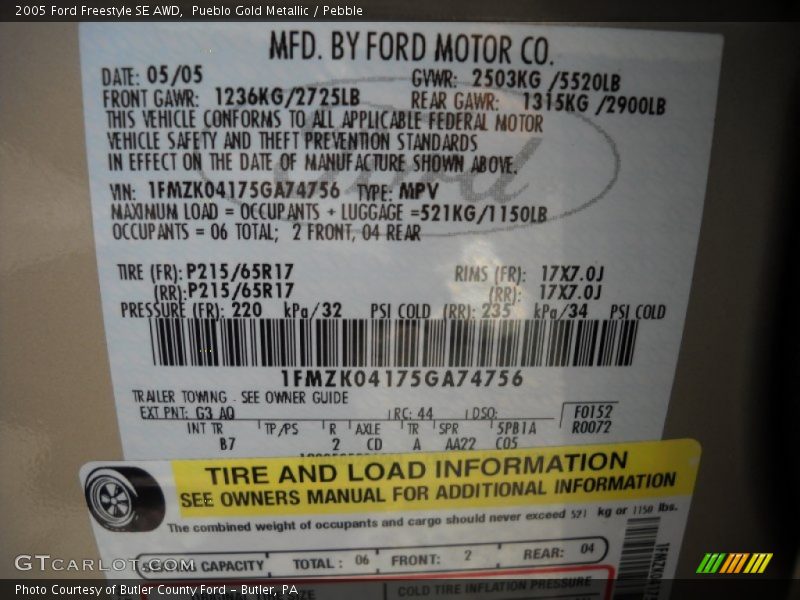 2005 Ford Freestyle SE AWD,  Pueblo Gold Metallic / Pebble
MFD. BY FORD MOTOR CO.
DATE: 05/05 GVWR: 2503KG /5520LB
FRONT GAWR: 1236KG/2725LB REAR GAWR: 1315KG /2900LB
THIS VEHICLE CONFORMS TO ALL APPLICABLE FEDERAL MOTOR
VEHICLE SAFETY AND THEFT PREVENTION STANDARDS
IN EFFECT ON THE DATE OF MANUFACTURE SHOWN ABOVE.
VIN: 1FMZK04175GA74756 TYPE: MPV
MAXIMUM LOAD = OCCUPANTS + LUGGAGE =521KG/1150LB
OCCUPANTS = 06 TOTAL; 2 FRONT, 04 REAR
TIRE (FR): P215/65R17 RIMS (FR): 17X7.0J
(RR): P215/65R17 (RR): 17X7.0J
PRESSURE (FR): 220 kPa/32 PSI COLD (RR): 235 kPa/34 PSI COLD
1FMZK04175GA74756
TRAILER TOWING - SEE OWNER GUIDE
EXT PNT: G3 AQ RC: 44 DSO: F0152
INT TR TP/PS R AXLE TR SPR 5PB1A R0072
B7 2 CD A AA22 C05
TIRE AND LOAD INFORMATION
SEE OWNERS MANUAL FOR ADDITIONAL INFORMATION
The combined weight of occupants and cargo should never exceed 521 kg or 1150 lbs.
CAPACITY TOTAL: 06 FRONT: 2 REAR: 04
COLD TIRE INFLATION PRESSURE
GTcarlot.com
Photo Courtesy of Butler County Ford - Butler, PA